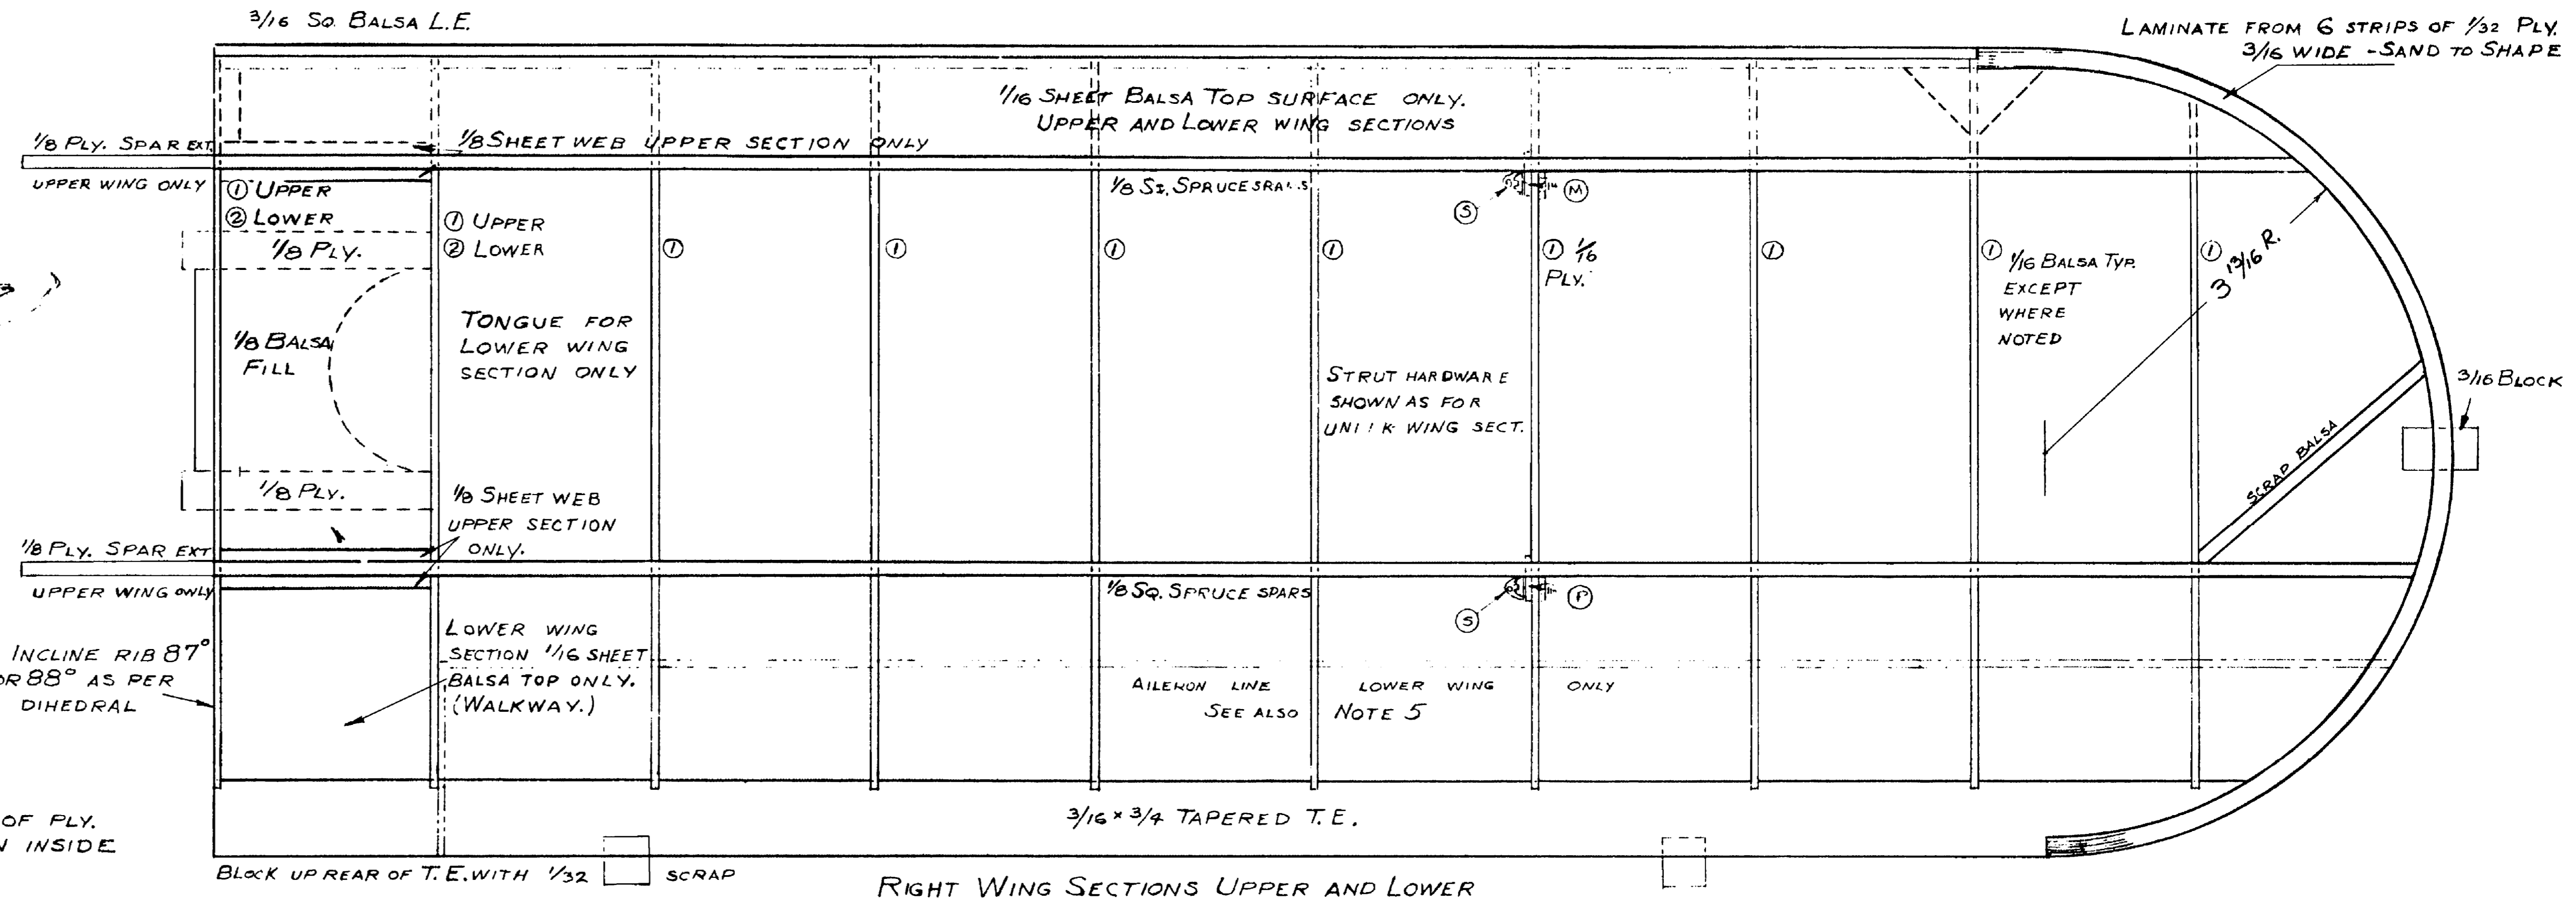 3/16 SQ. BALSA L.E.
LAMINATE FROM 6 STRIPS OF 1/32 PLY.
3/16 WIDE - SAND TO SHAPE
1/16 SHEET BALSA TOP SURFACE ONLY.
UPPER AND LOWER WING SECTIONS
1/8 PLY. SPAR EXT.
UPPER WING ONLY
1/8 SHEET WEB UPPER SECTION ONLY
① UPPER
② LOWER
1/8 PLY.
① UPPER
② LOWER
①
①
1/8 SPRUCE
①
①
Ⓢ
Ⓜ
① 1/16
PLY.
①
① 1/16 BALSA TYP.
EXCEPT
WHERE
NOTED
①
3 13/16 R.
1/8 BALSA
FILL
TONGUE FOR
LOWER WING
SECTION ONLY
STRUT HARDWARE
SHOWN AS FOR
WING SECT.
3/16 BLOCK
SCRAP BALSA
1/8 PLY.
1/8 SHEET WEB
UPPER SECTION
ONLY.
1/8 PLY. SPAR EXT
UPPER WING ONLY
1/8 SQ. SPRUCE SPARS
Ⓢ
Ⓟ
INCLINE RIB 87°
OR 88° AS PER
DIHEDRAL
LOWER WING
SECTION 1/16 SHEET
BALSA TOP ONLY.
(WALKWAY.)
AILERON LINE LOWER WING ONLY
SEE ALSO NOTE 5
OF PLY.
N INSIDE
3/16 × 3/4 TAPERED T.E.
BLOCK UP REAR OF T.E. WITH 1/32 SCRAP
RIGHT WING SECTIONS UPPER AND LOWER